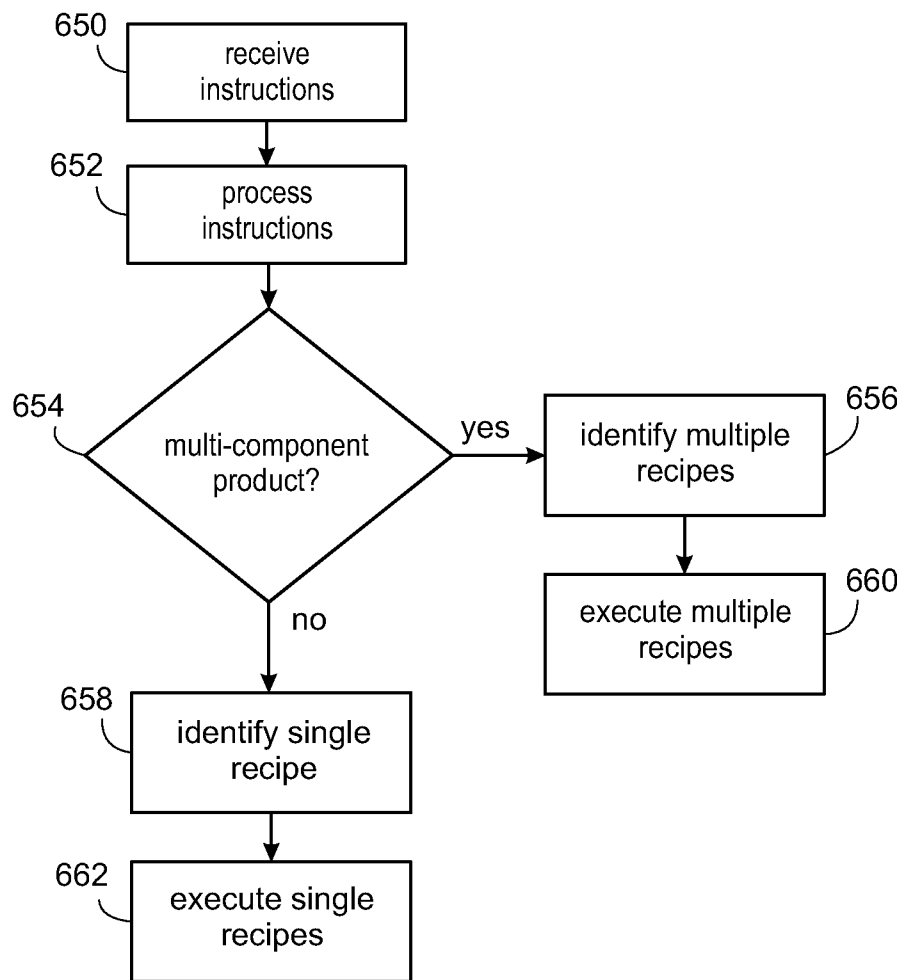 650
receive
instructions
652
process
instructions
654
multi-component
product?
yes
656
identify multiple
recipes
660
execute multiple
recipes
no
658
identify single
recipe
662
execute single
recipes